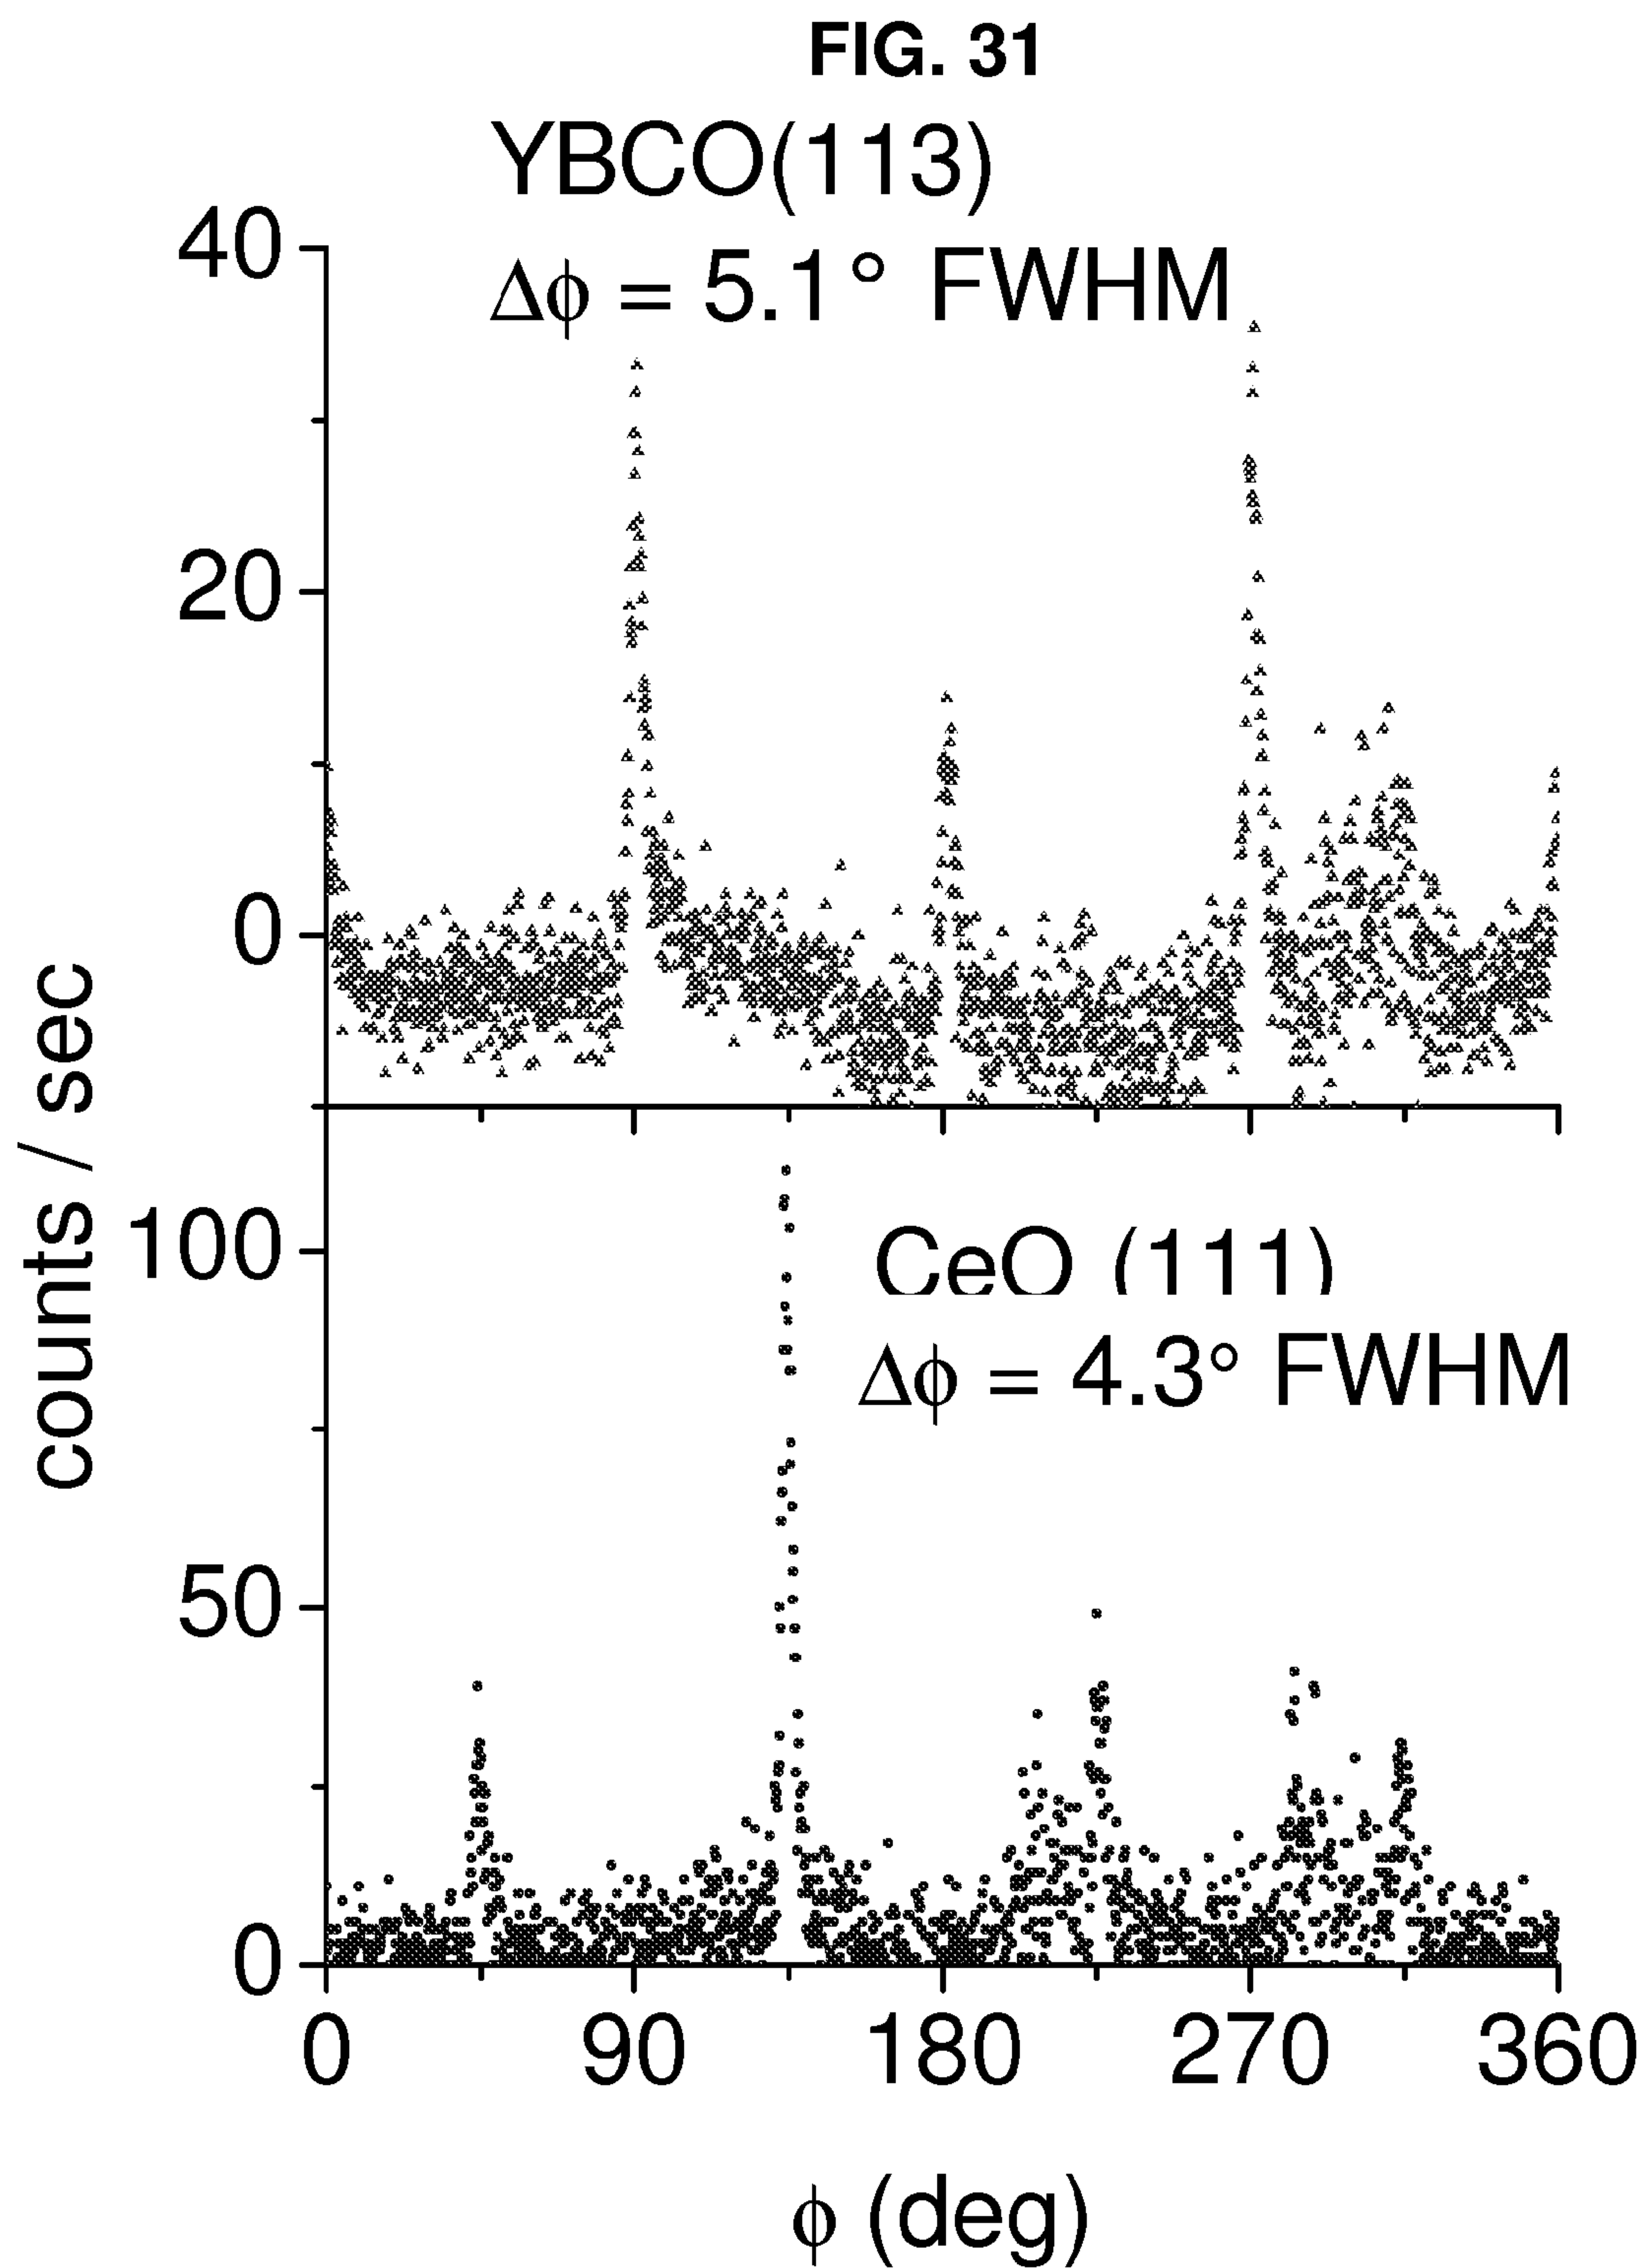 FIG. 31
YBCO(113)
Δϕ = 5.1° FWHM
40
20
0
counts / sec
100
50
0
CeO (111)
Δϕ = 4.3° FWHM
0 90 180 270 360
ϕ (deg)